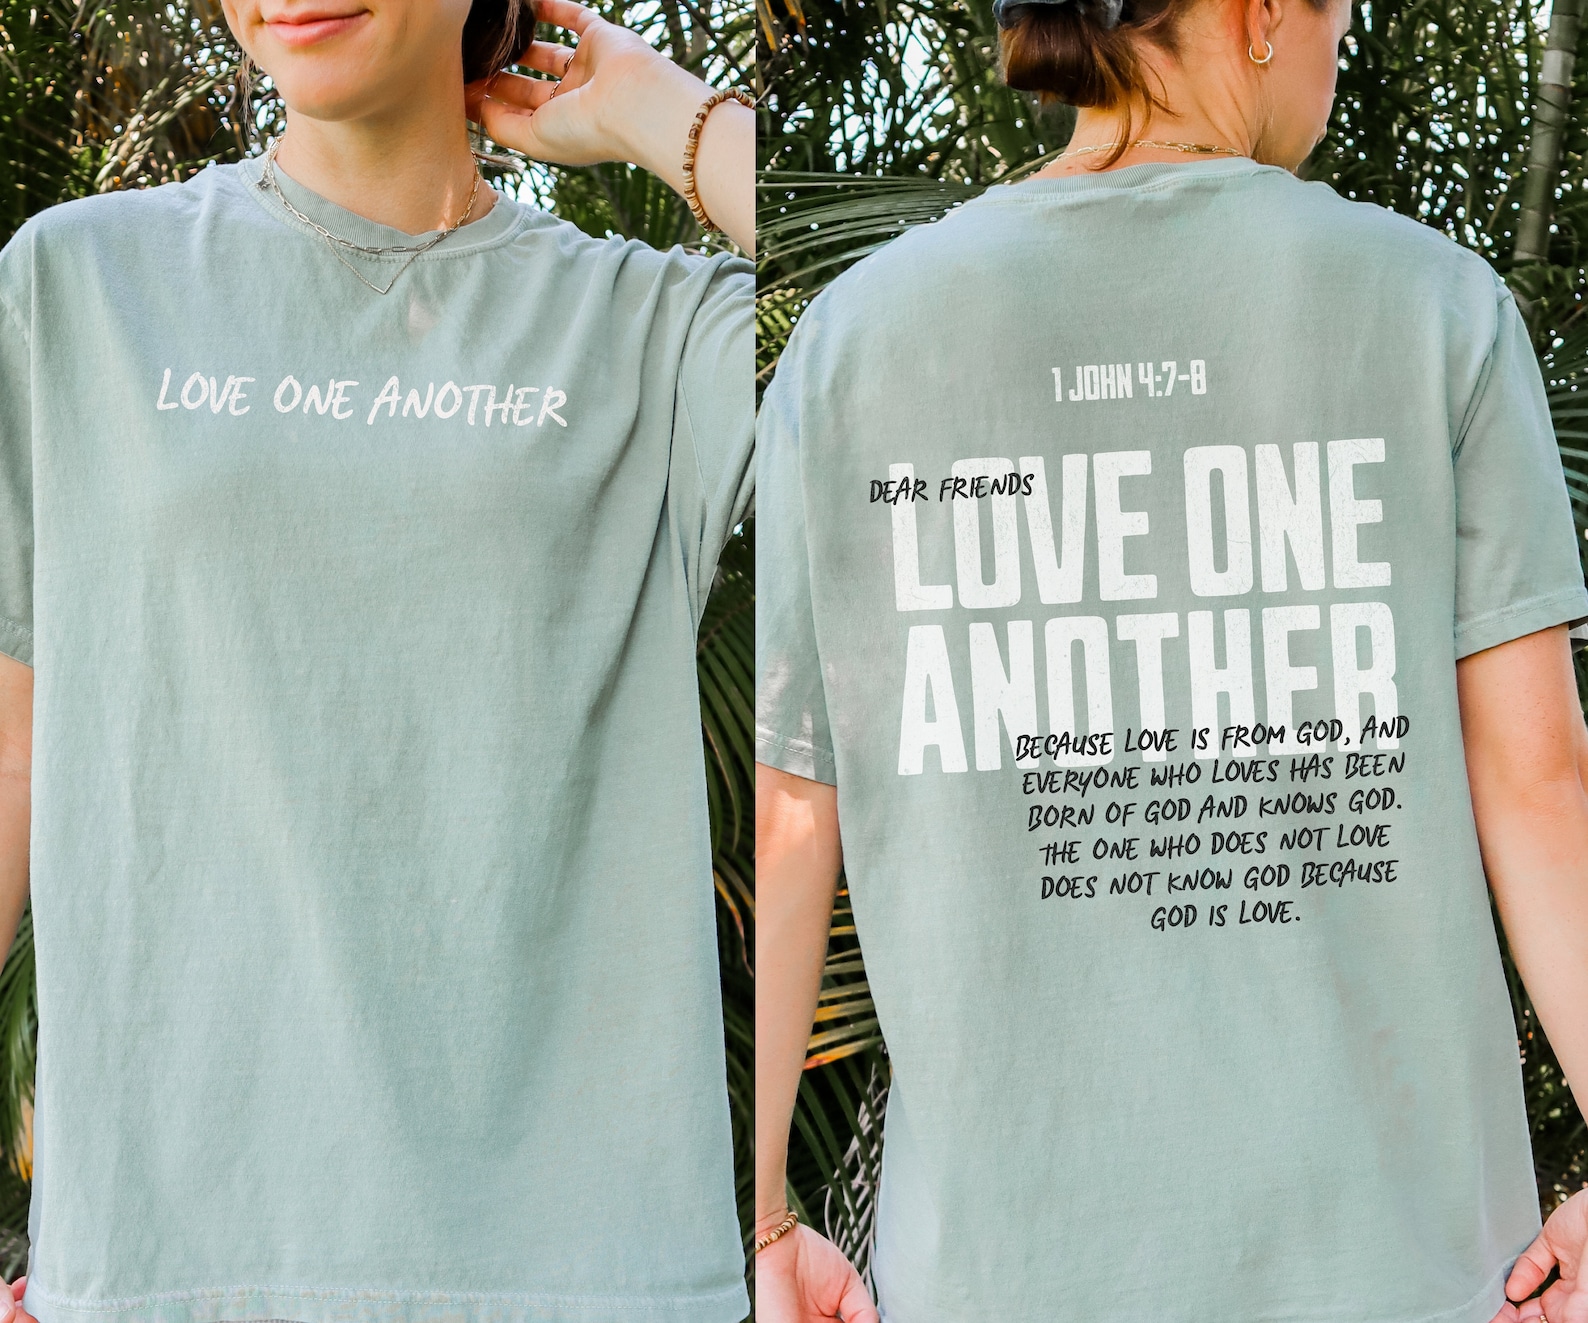 LOVE ONE ANOTHER
1 JOHN 4:7-8
DEAR FRIENDS
LOVE ONE
ANOTHER
BECAUSE LOVE IS FROM GOD, AND
EVERYONE WHO LOVES HAS BEEN
BORN OF GOD AND KNOWS GOD.
THE ONE WHO DOES NOT LOVE
DOES NOT KNOW GOD BECAUSE
GOD IS LOVE.